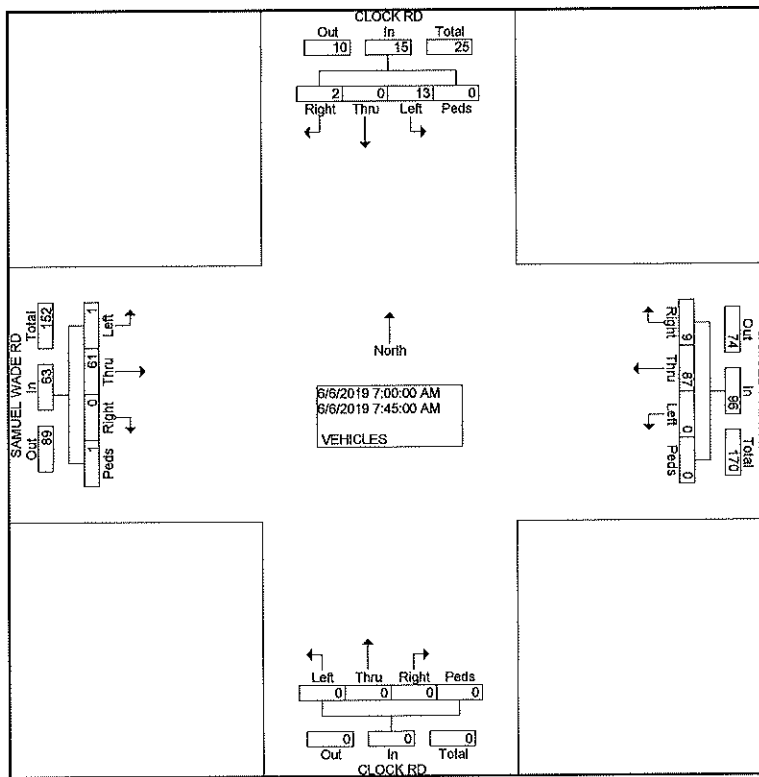 CLOCK RD
Out In Total
10 15 25
2 0 13 0
Right Thru Left Peds
SAMUEL WADE RD
Total In Out
152 63 89
1 61 0 1
Left Thru Right Peds
North
6/6/2019 7:00:00 AM
6/6/2019 7:45:00 AM
VEHICLES
Right Thru Left Peds
9 87 0 0
Out In Total
74 96 170
Left Thru Right Peds
0 0 0 0
0 0 0
Out In Total
CLOCK RD